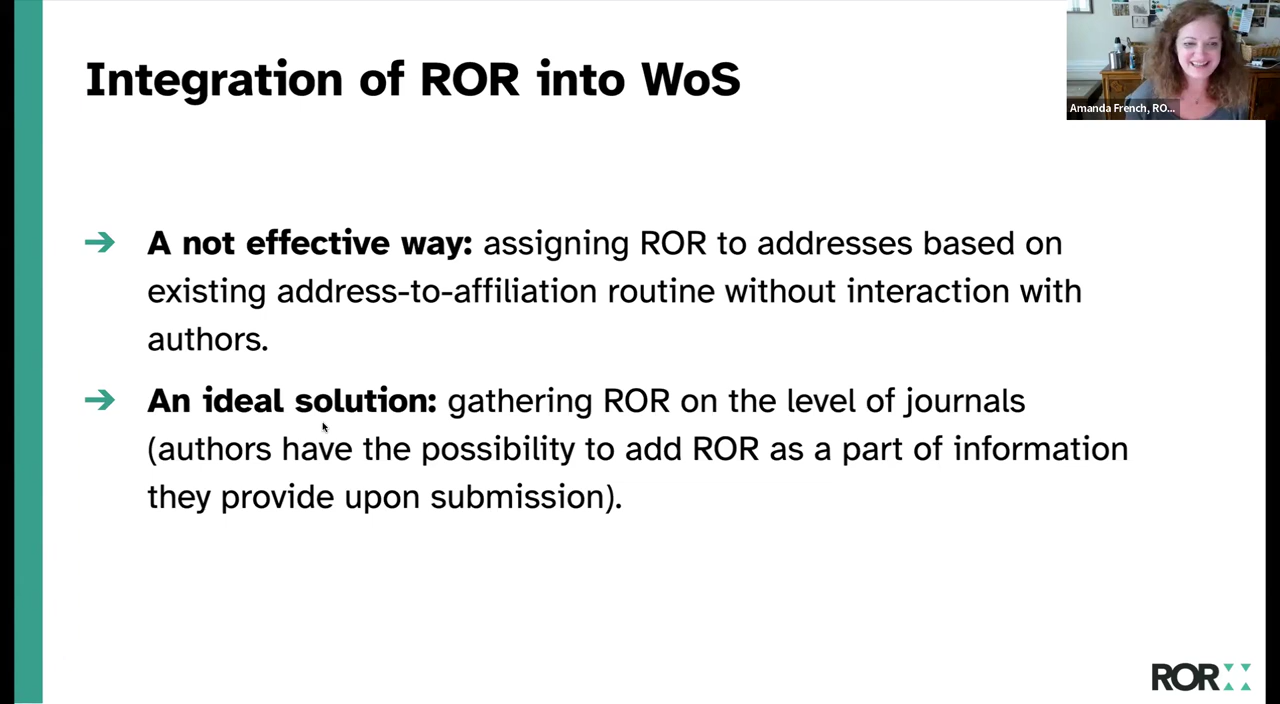 Integration of ROR into WoS
Amanda French, RO...
➔ A not effective way: assigning ROR to addresses based on
existing address-to-affiliation routine without interaction with
authors.
➔ An ideal solution: gathering ROR on the level of journals
(authors have the possibility to add ROR as a part of information
they provide upon submission).
ROR